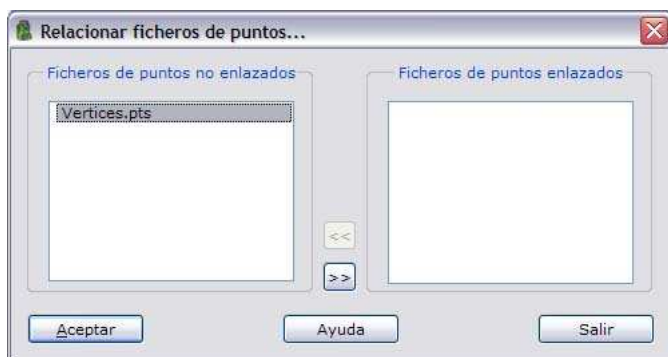 Relacionar ficheros de puntos...
Ficheros de puntos no enlazados
Ficheros de puntos enlazados
Vertices.pts
<<
>>
Aceptar
Ayuda
Salir